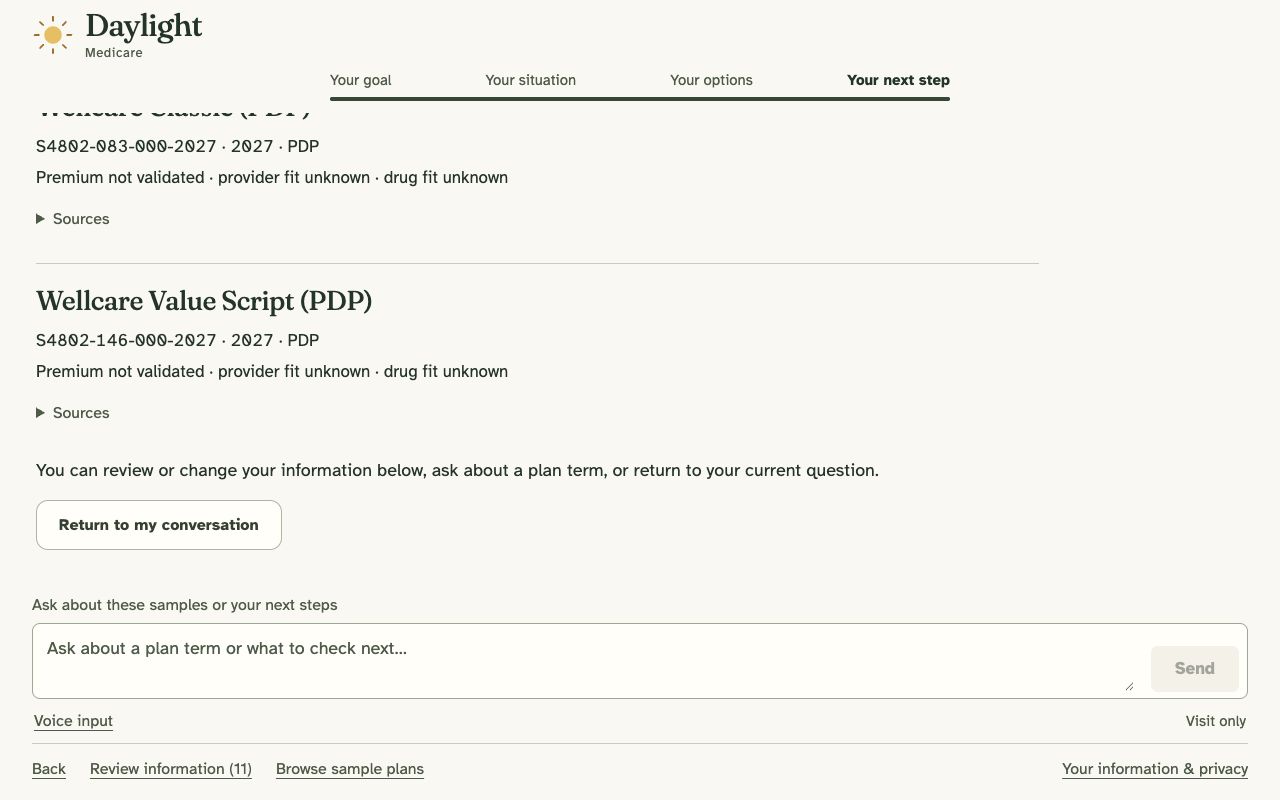 Daylight
Medicare
Your goal
Your situation
Your options
Your next step
Wellcare Classic (PDP)
S4802-083-000-2027 · 2027 · PDP
Premium not validated · provider fit unknown · drug fit unknown
Sources
Wellcare Value Script (PDP)
S4802-146-000-2027 · 2027 · PDP
Premium not validated · provider fit unknown · drug fit unknown
Sources
You can review or change your information below, ask about a plan term, or return to your current question.
Return to my conversation
Ask about these samples or your next steps
Ask about a plan term or what to check next...
Send
Voice input
Visit only
Back
Review information (11)
Browse sample plans
Your information & privacy